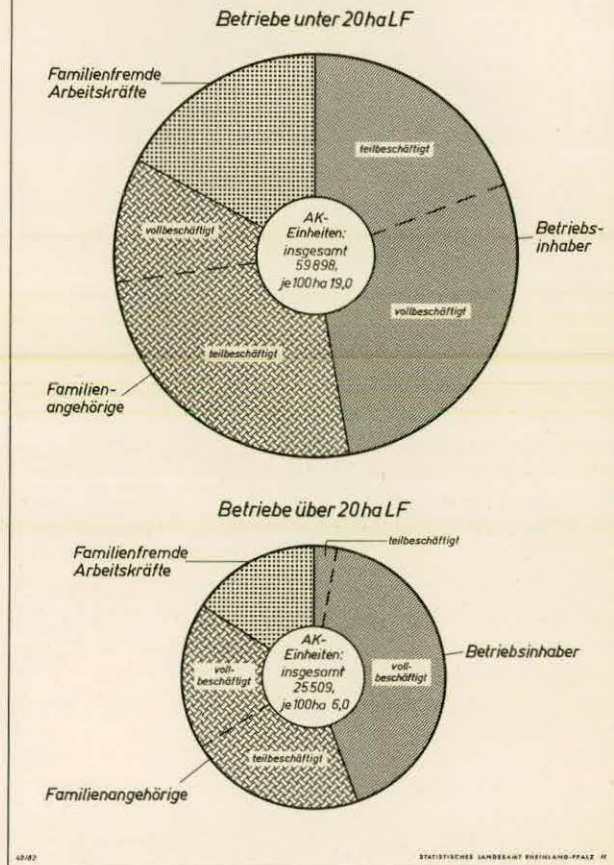 Betriebe unter 20 ha LF
Familienfremde
Arbeitskräfte
teilbeschäftigt
vollbeschäftigt
AK-
Einheiten:
insgesamt
59 898,
je 100 ha 19,0
Betriebs-
inhaber
vollbeschäftigt
teilbeschäftigt
Familien-
angehörige
Betriebe über 20 ha LF
teilbeschäftigt
Familienfremde
Arbeitskräfte
AK-
Einheiten:
insgesamt
25 509,
je 100 ha 6,0
Betriebsinhaber
voll-
beschäftigt
voll-
beschäftigt
teilbeschäftigt
Familienangehörige
STATISTISCHES LANDESAMT RHEINLAND-PFALZ